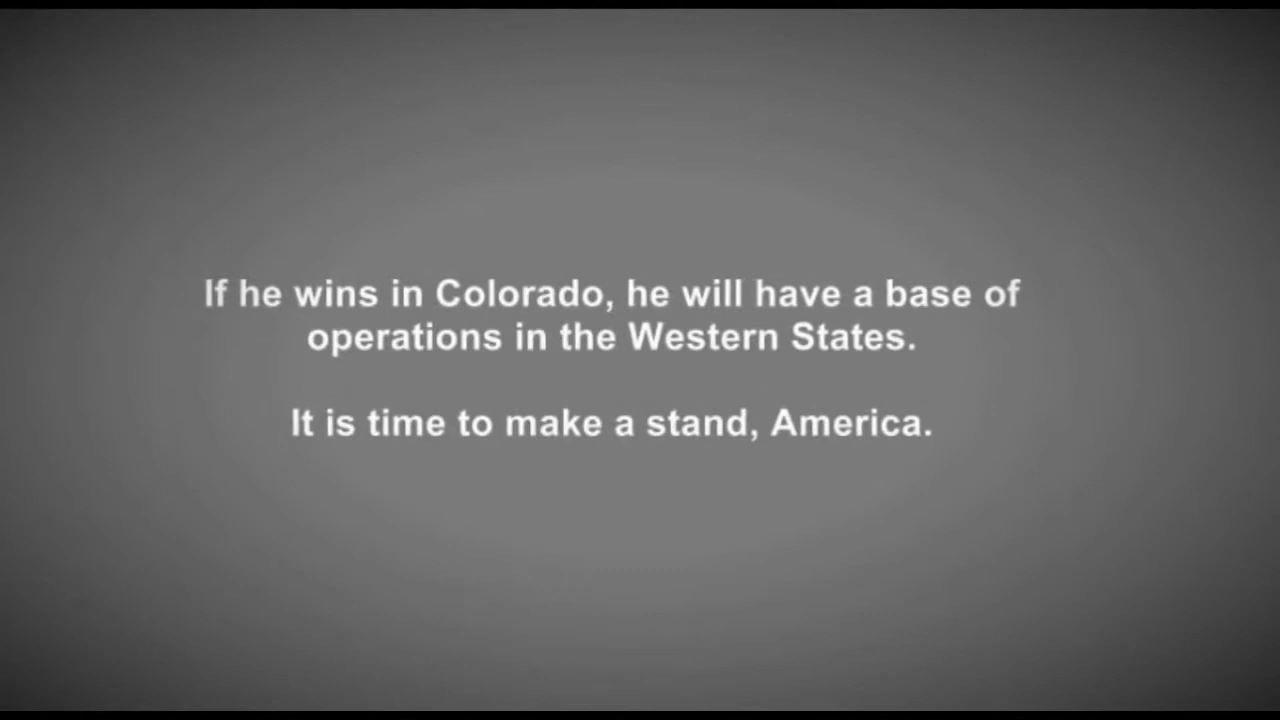 If he wins in Colorado, he will have a base of
operations in the Western States.
It is time to make a stand, America.